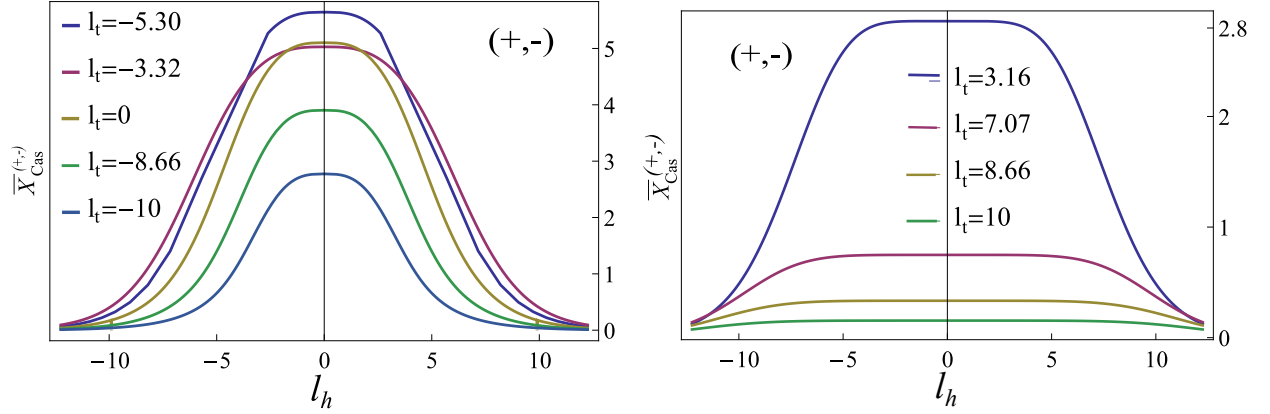 l_t=−5.30
(+,-)
l_t=−3.32
l_t=0
l_t=−8.66
l_t=−10
5
4
3
2
1
0
X̅_Cas^(+,-)
−10 −5 0 5 10
l_h
(+,-)
l_t=3.16
l_t=7.07
l_t=8.66
l_t=10
2.8
2
1
0
X̅_Cas^(+,-)
−10 −5 0 5 10
l_h